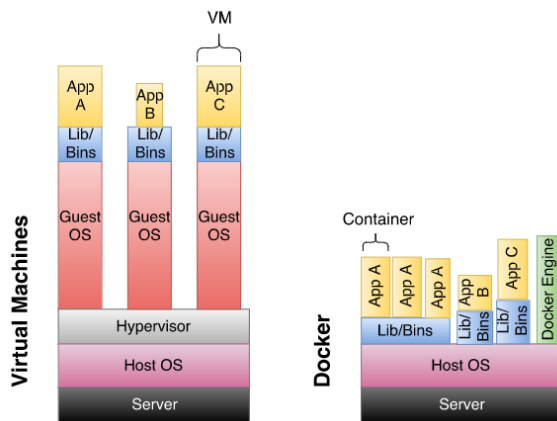 VM
App
A
App
B
App
C
Lib/
Bins
Lib/
Bins
Lib/
Bins
Guest
OS
Guest
OS
Guest
OS
Hypervisor
Host OS
Server
Virtual Machines
Container
App A
App A
App A
App
B
App C
Lib/Bins
Lib/
Bins
Lib/
Bins
Docker Engine
Host OS
Server
Docker